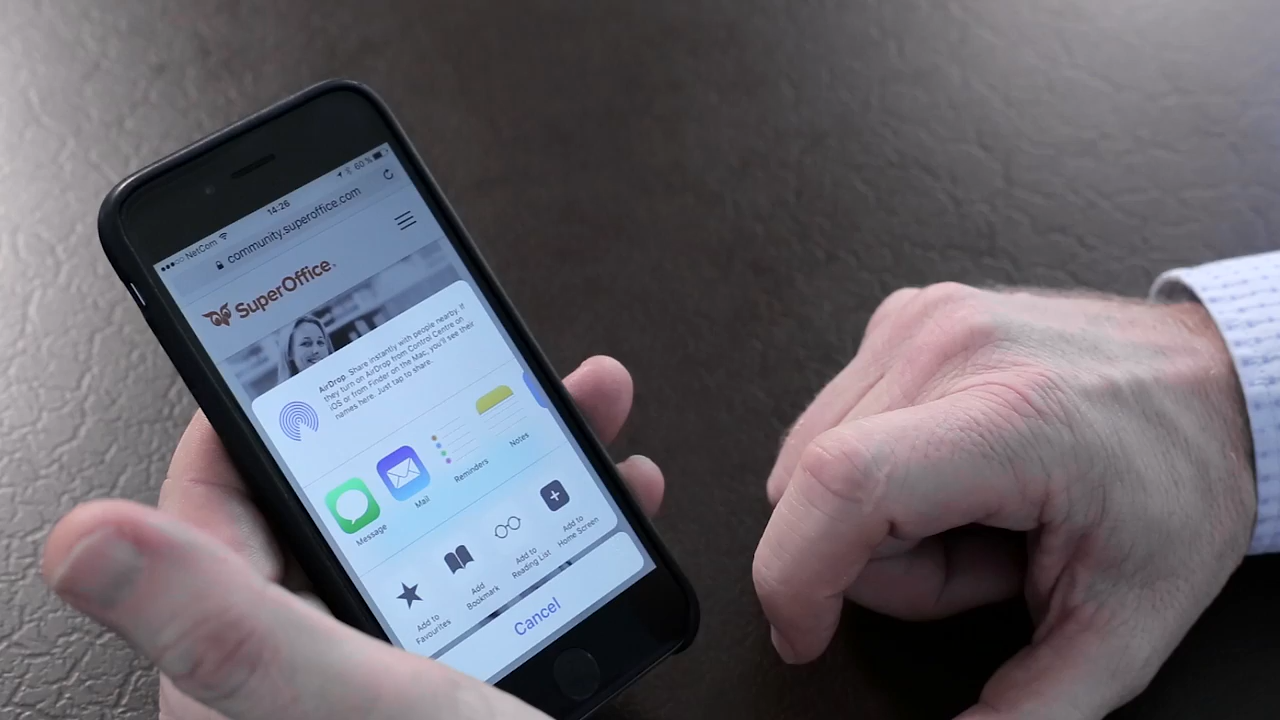 NetCom 14:26 60 %
community.superoffice.com
SuperOffice
AirDrop. Share instantly with people nearby. If
they turn on AirDrop from Control Centre on
iOS or from Finder on the Mac, you'll see their
names here. Just tap to share.
Message Mail Reminders Notes
Add to
Favourites
Add
Bookmark
Add to
Reading List
Add to
Home Screen
Cancel